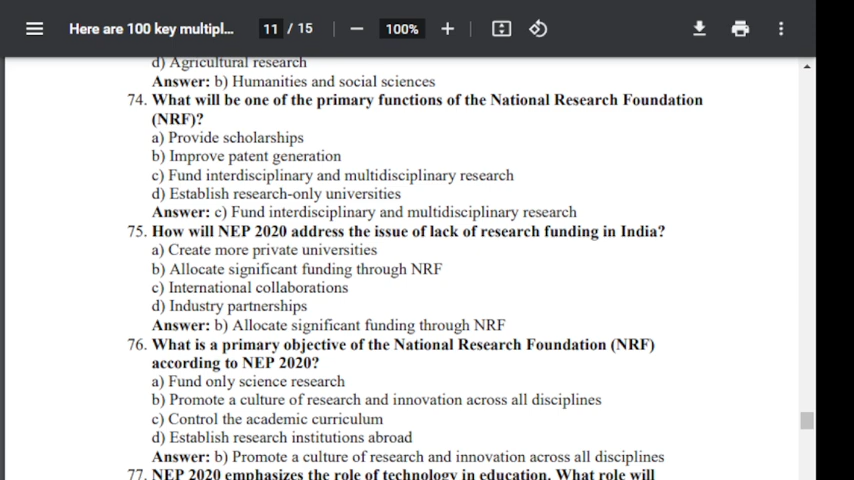 Here are 100 key multipl... 11 / 15 100%
d) Agricultural research
Answer: b) Humanities and social sciences
74. What will be one of the primary functions of the National Research Foundation
(NRF)?
a) Provide scholarships
b) Improve patent generation
c) Fund interdisciplinary and multidisciplinary research
d) Establish research-only universities
Answer: c) Fund interdisciplinary and multidisciplinary research
75. How will NEP 2020 address the issue of lack of research funding in India?
a) Create more private universities
b) Allocate significant funding through NRF
c) International collaborations
d) Industry partnerships
Answer: b) Allocate significant funding through NRF
76. What is a primary objective of the National Research Foundation (NRF)
according to NEP 2020?
a) Fund only science research
b) Promote a culture of research and innovation across all disciplines
c) Control the academic curriculum
d) Establish research institutions abroad
Answer: b) Promote a culture of research and innovation across all disciplines
77. NEP 2020 emphasizes the role of technology in education. What role will